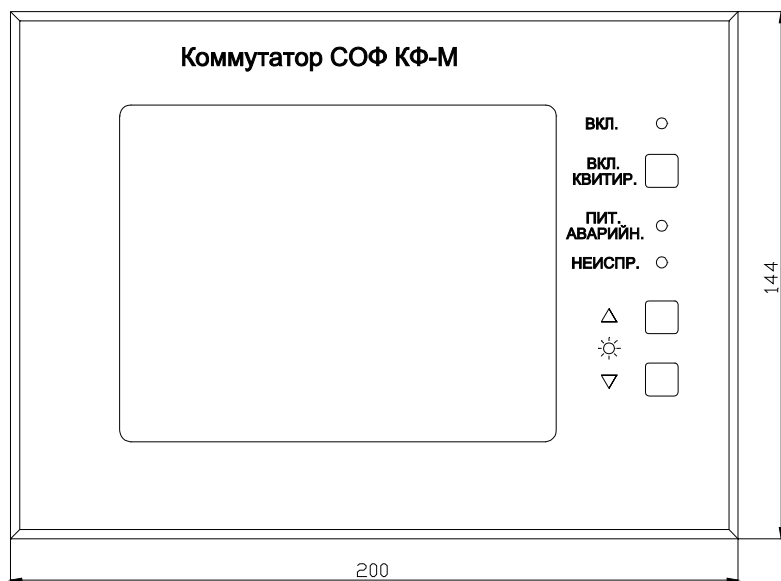 Коммутатор СОФ КФ-М
ВКЛ.
ВКЛ.
КВИТИР.
ПИТ.
АВАРИЙН.
НЕИСПР.
144
200